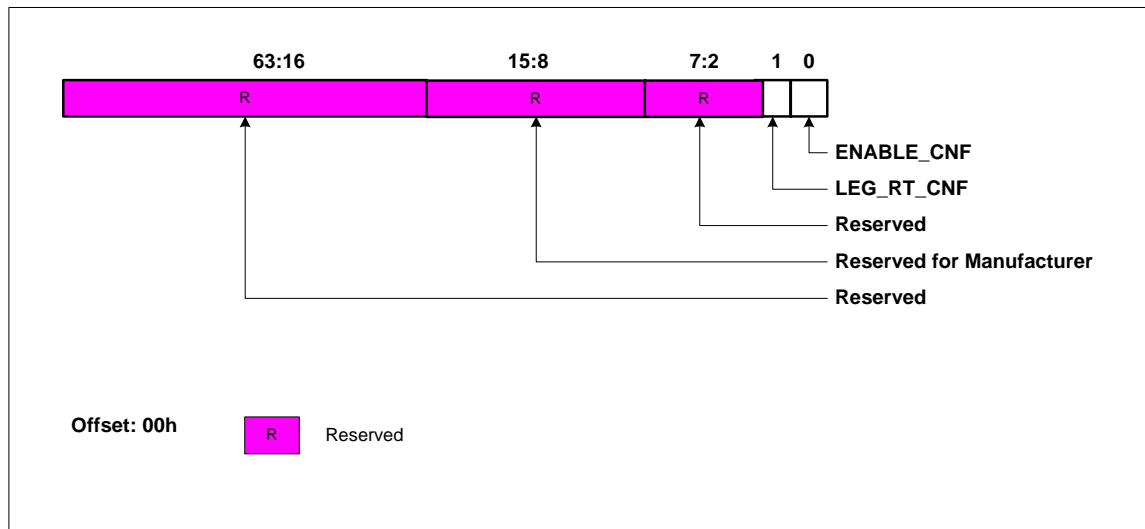 63:16 15:8 7:2 1 0
R R R
ENABLE_CNF
LEG_RT_CNF
Reserved
Reserved for Manufacturer
Reserved
Offset: 00h R Reserved